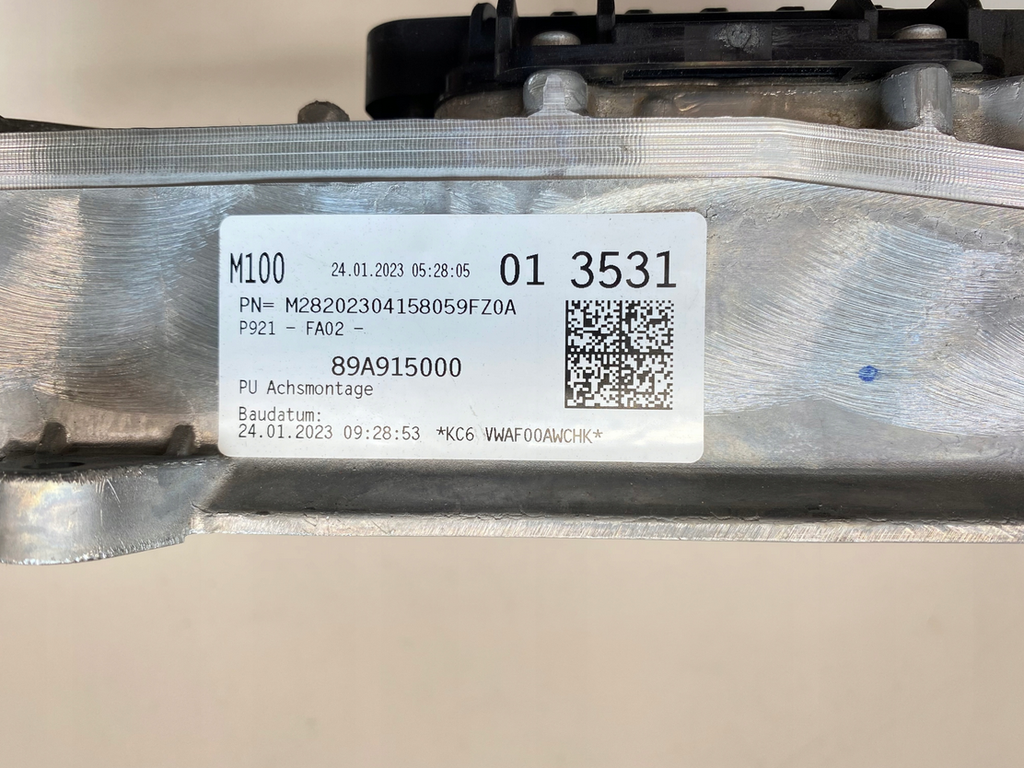 M100 24.01.2023 05:28:05 01 3531
PN= M28202304158059FZ0A
P921 - FA02 -
89A915000
PU Achsmontage
Baudatum:
24.01.2023 09:28:53 *KC6 VWAF00AWCHK*